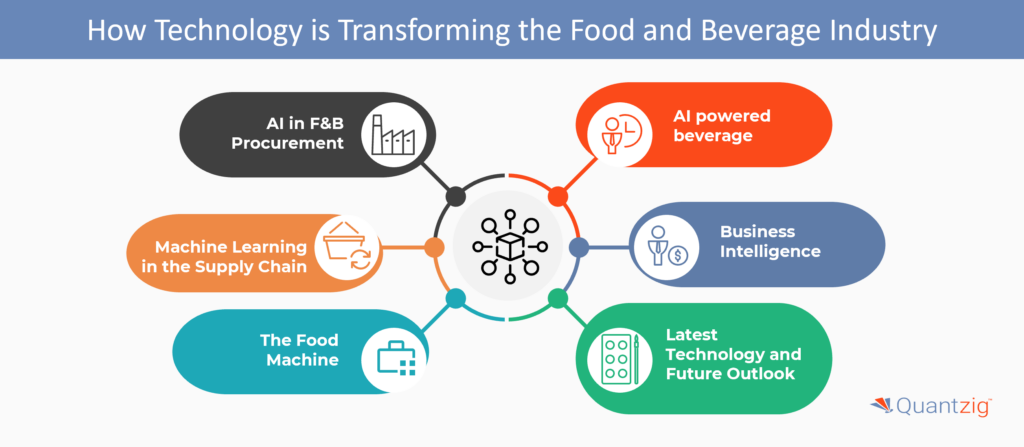 How Technology is Transforming the Food and Beverage Industry
AI in F&B
Procurement
AI powered
beverage
Machine Learning
in the Supply Chain
Business
Intelligence
The Food
Machine
Latest
Technology and
Future Outlook
$
Quantzig